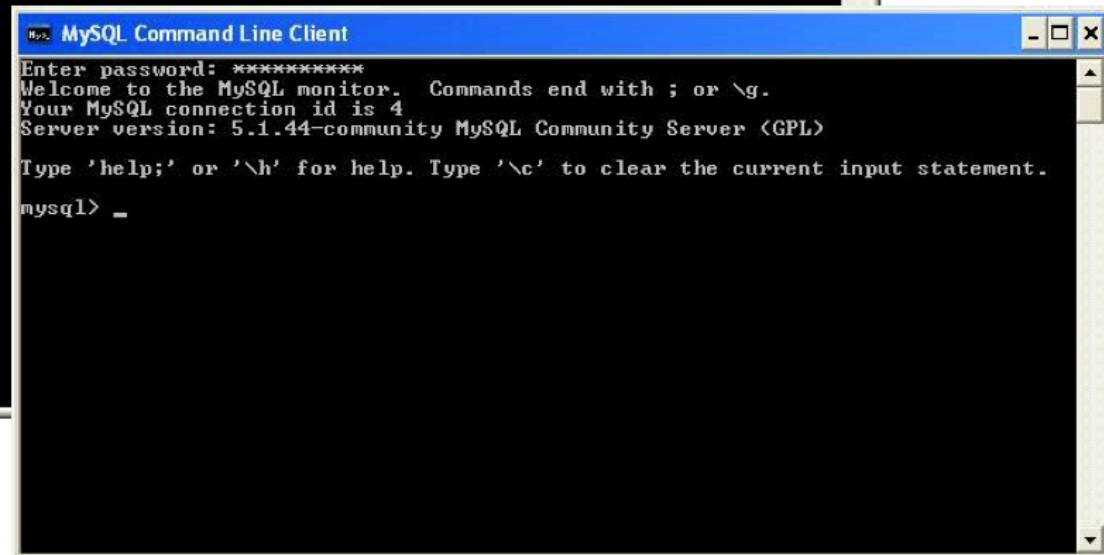 MySQL Command Line Client
Enter password: **********
Welcome to the MySQL monitor.  Commands end with ; or \g.
Your MySQL connection id is 4
Server version: 5.1.44-community MySQL Community Server (GPL)
Type 'help;' or '\h' for help. Type '\c' to clear the current input statement.
mysql> _